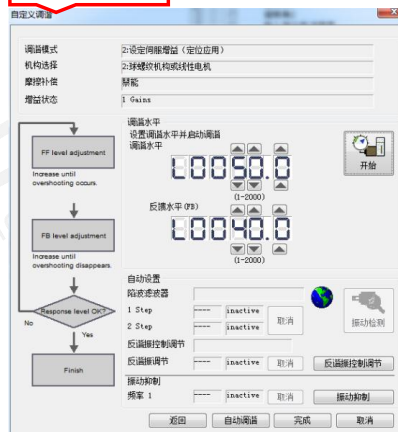 自定义调谐
调谐模式
2:设定伺服增益（定位应用）
机构选择
2:球螺纹机构或线性电机
摩擦补偿
禁能
增益状态
1 Gains
调谐水平
设置调谐水平并启动调谐
调谐水平
FF level adjustment
L0050.0
开始
Increase until
overshooting occurs.
(1-2000)
反馈水平(FB)
FB level adjustment
L0040.0
Increase until
overshooting disappears.
(1-2000)
自动设置
陷波滤波器
Response level OK?
1 Step
---- inactive
取消
振动检测
No
2 Step
---- inactive
Yes
反谐振控制调节
Finish
反谐振调节
---- inactive
取消
反谐振控制调节
振动抑制
频率 1
---- inactive
取消
振动抑制
返回
自动调谐
完成
取消